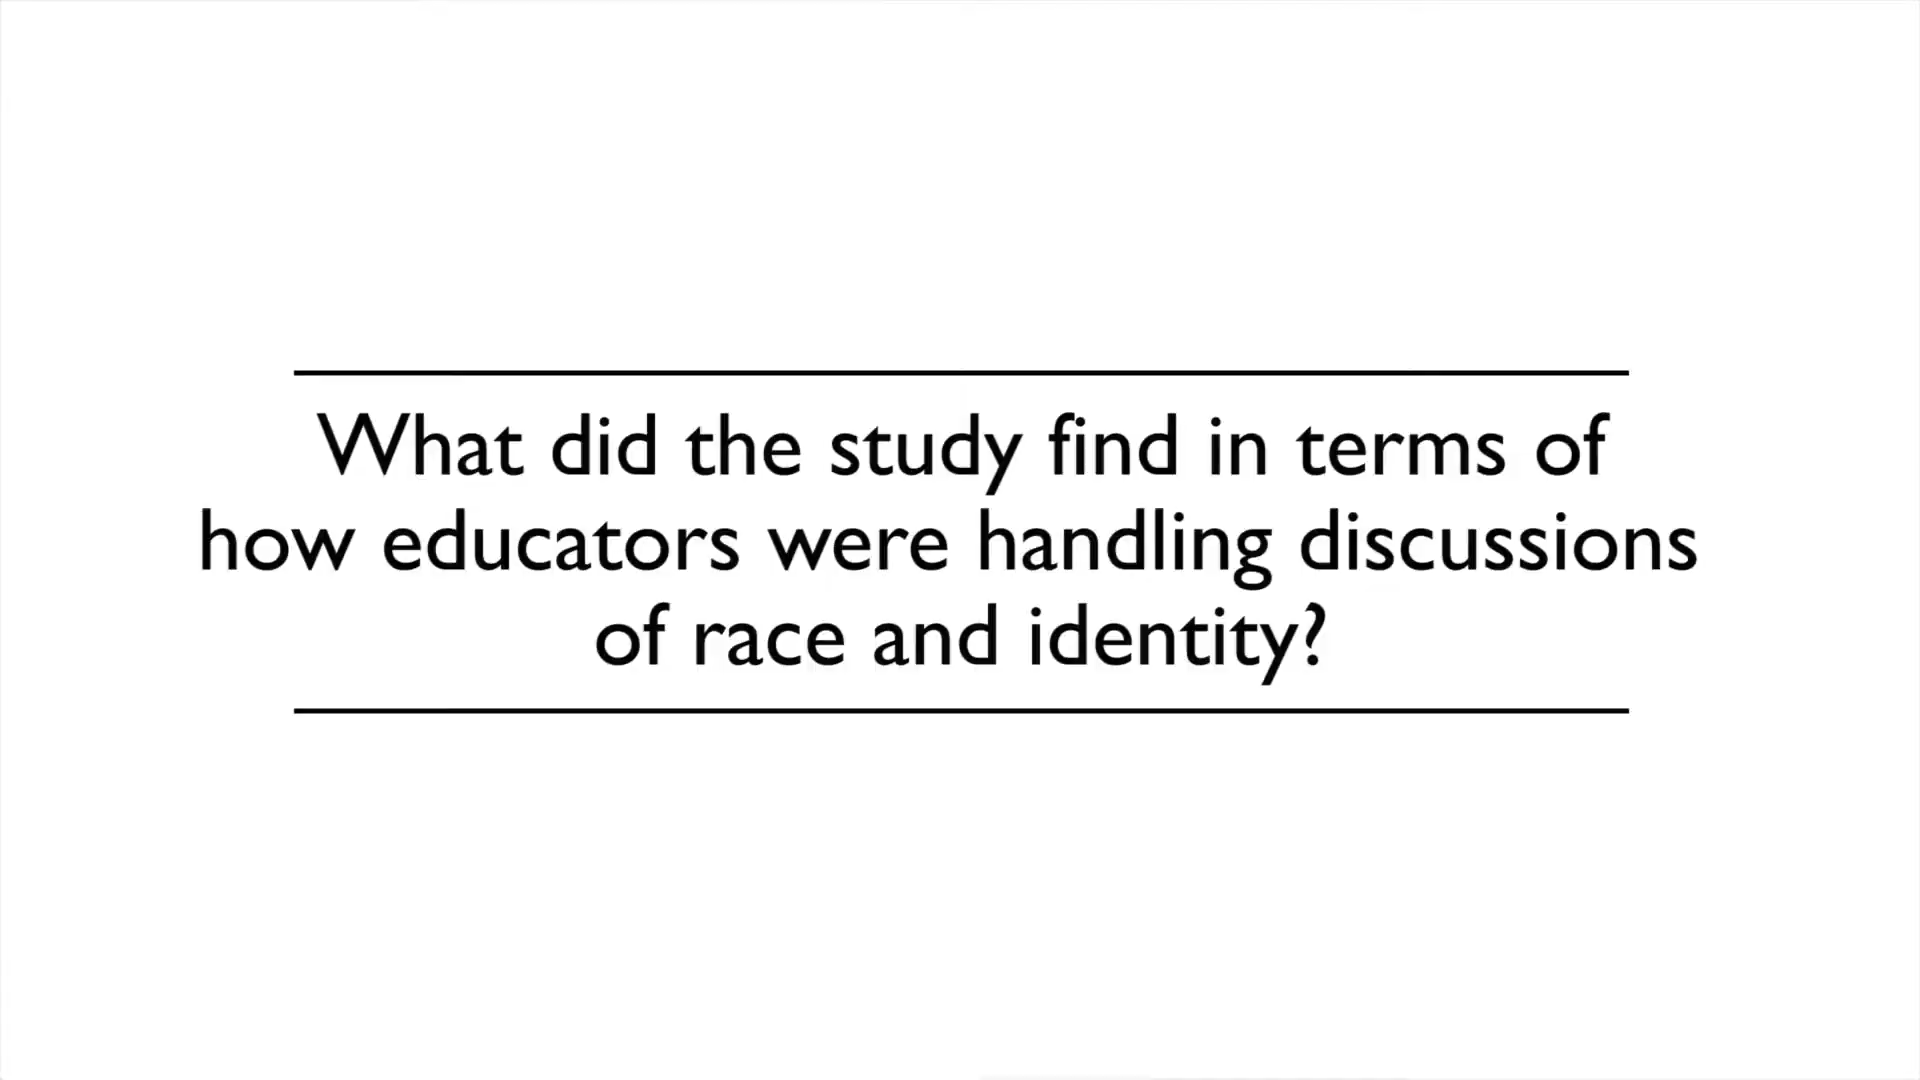 What did the study find in terms of
how educators were handling discussions
of race and identity?